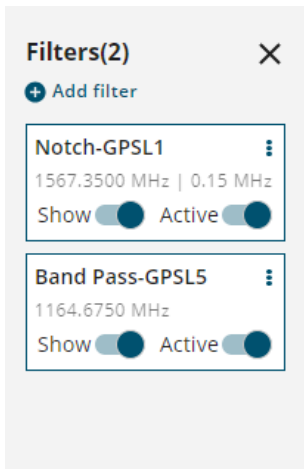 Filters(2)
Add filter
Notch-GPSL1
1567.3500 MHz | 0.15 MHz
Show Active
Band Pass-GPSL5
1164.6750 MHz
Show Active